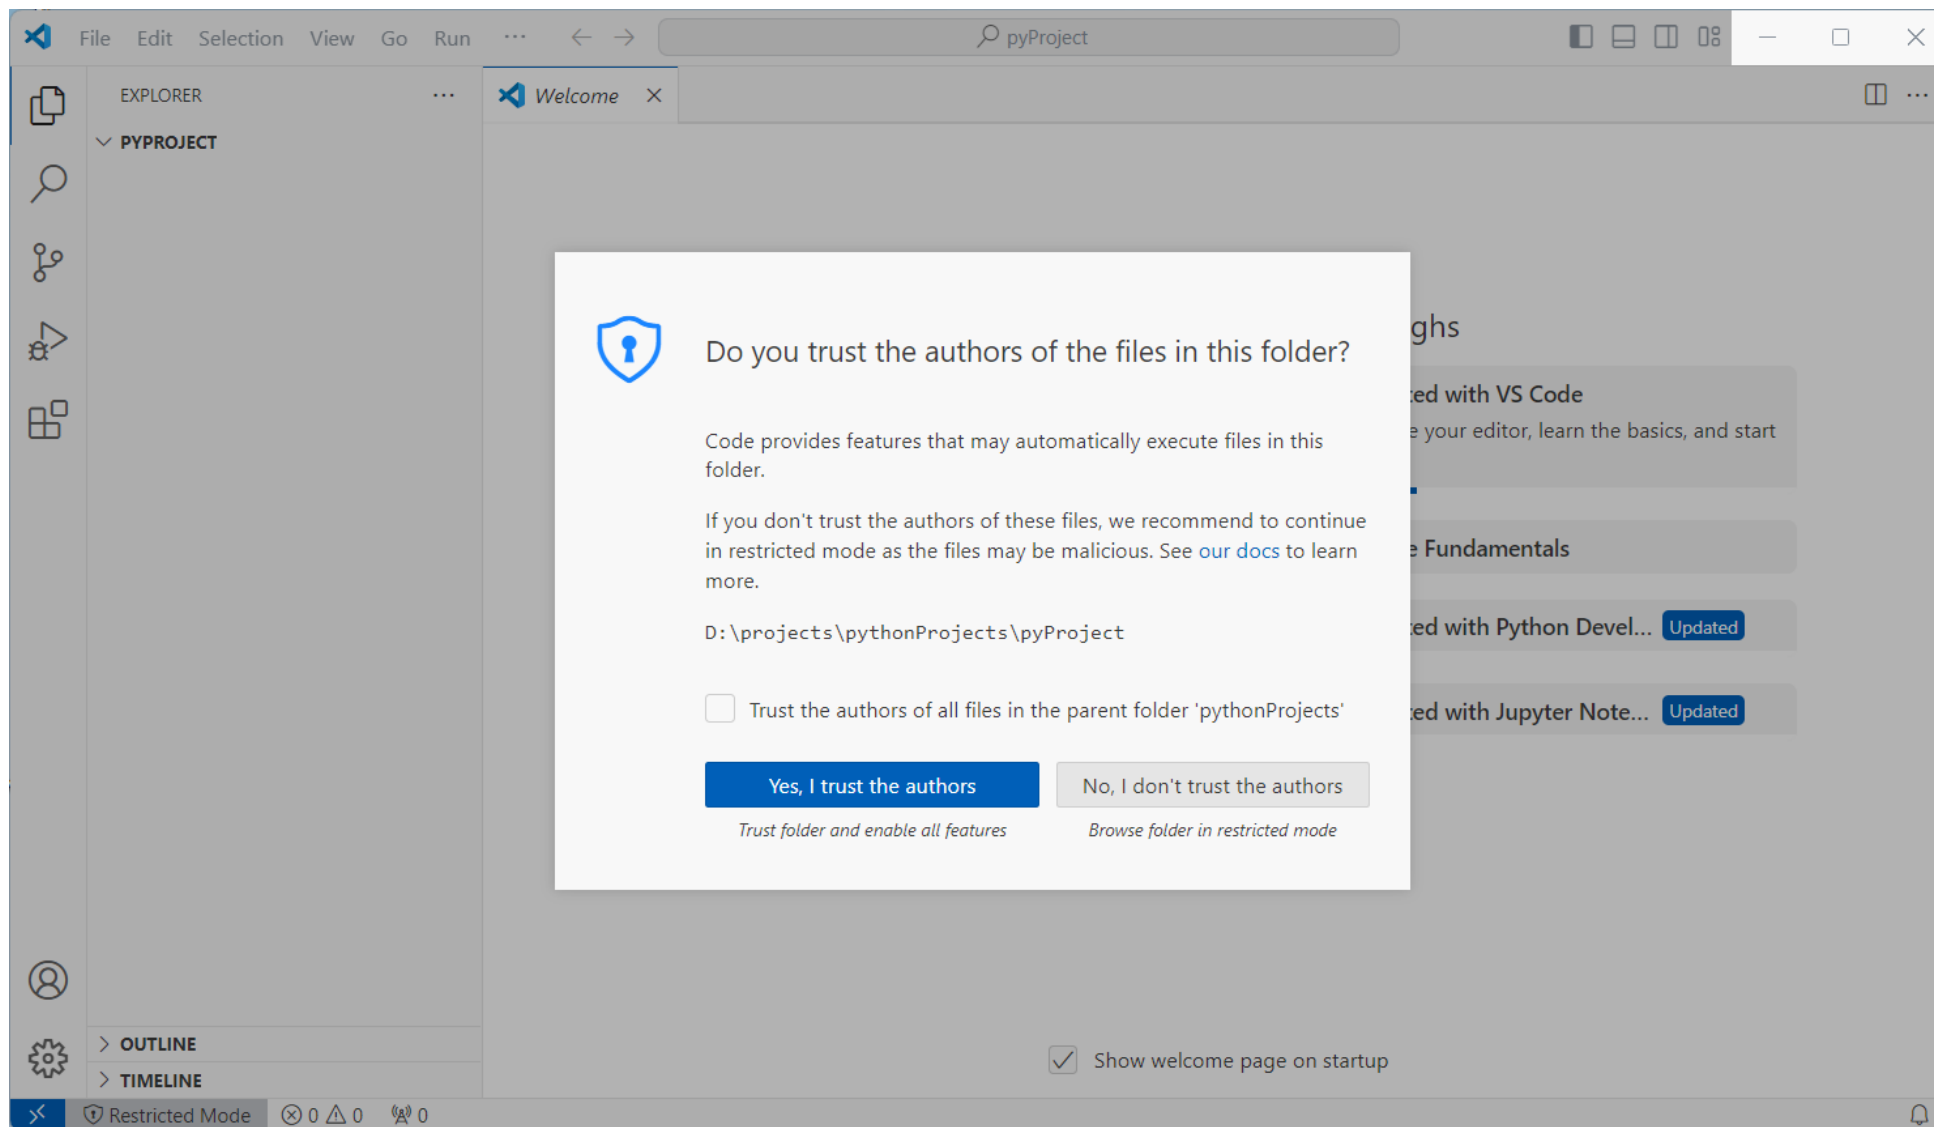 File Edit Selection View Go Run ··· pyProject
EXPLORER ···
Welcome
PYPROJECT
ghs
Do you trust the authors of the files in this folder?
ted with VS Code
e your editor, learn the basics, and start
Code provides features that may automatically execute files in this
folder.
If you don't trust the authors of these files, we recommend to continue
in restricted mode as the files may be malicious. See our docs to learn
more.
e Fundamentals
D:\projects\pythonProjects\pyProject
ted with Python Devel... Updated
Trust the authors of all files in the parent folder 'pythonProjects'
ted with Jupyter Note... Updated
Yes, I trust the authors
No, I don't trust the authors
Trust folder and enable all features
Browse folder in restricted mode
OUTLINE
TIMELINE
Show welcome page on startup
Restricted Mode 0 0 0